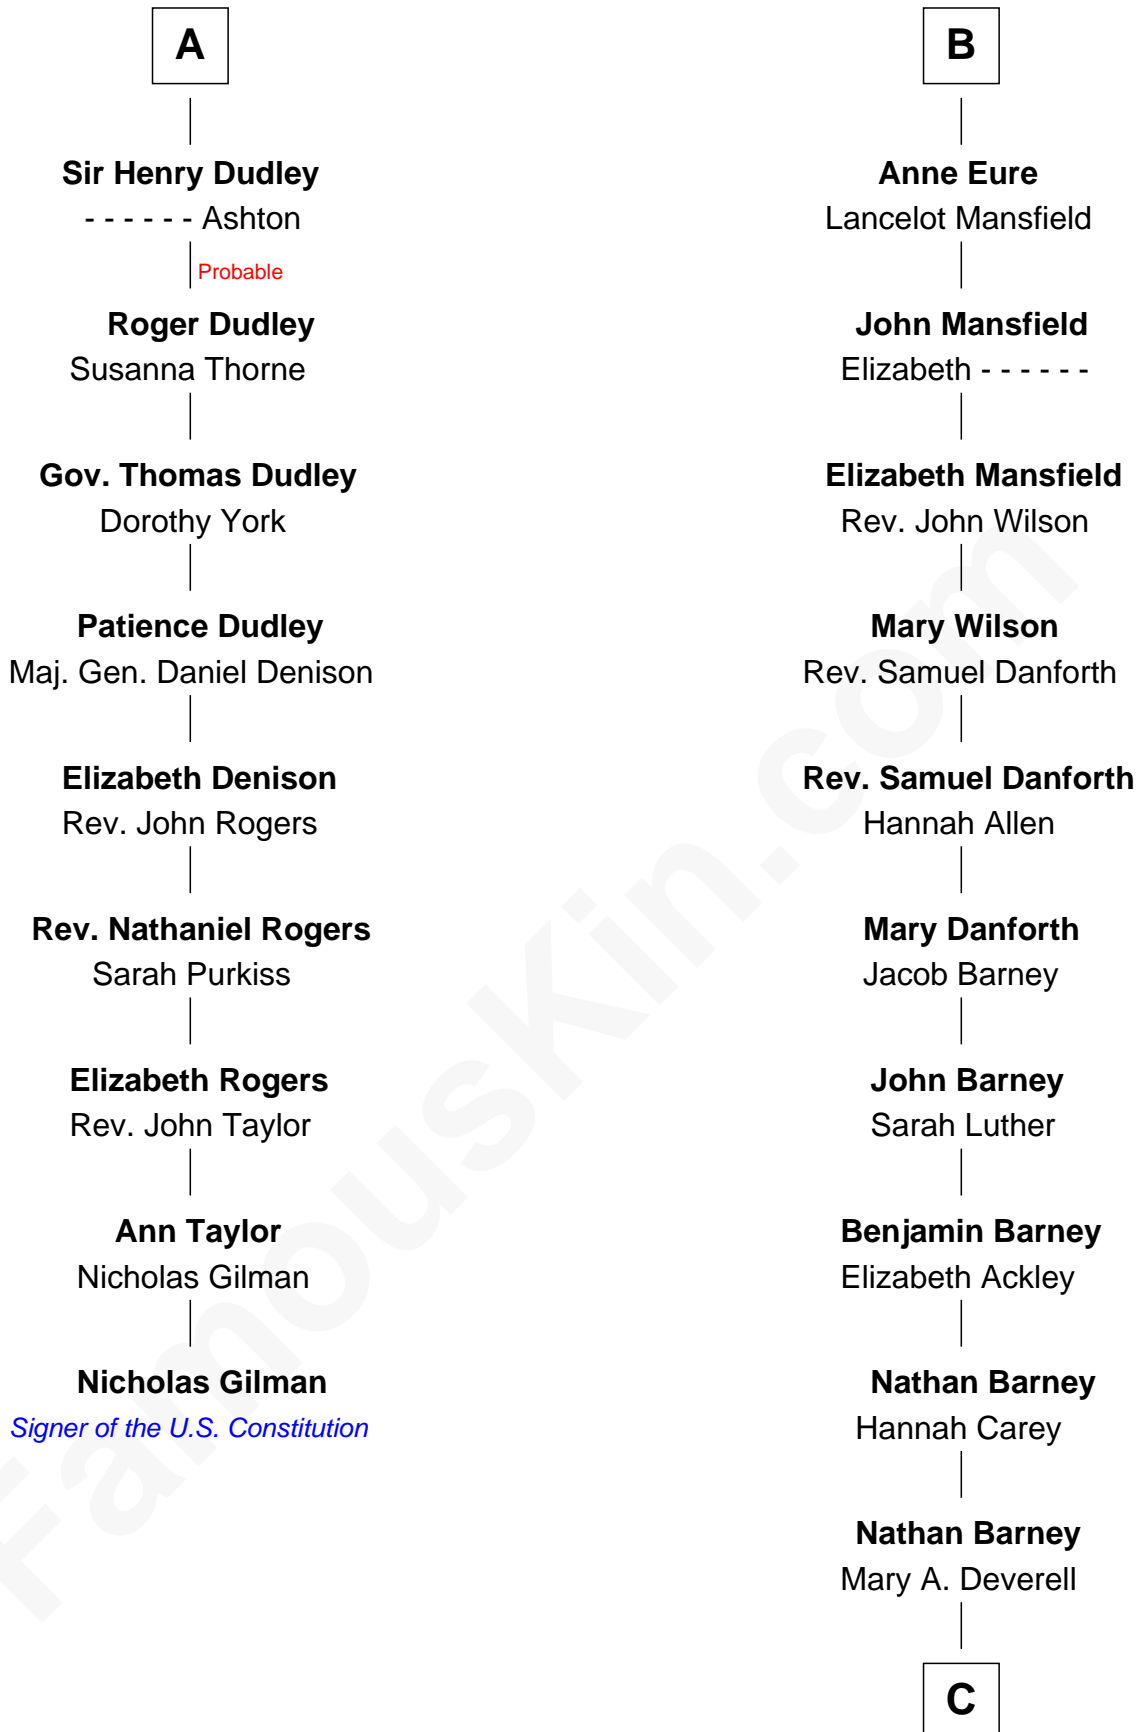 A
Sir Henry Dudley
- - - - - - Ashton
Probable
Roger Dudley
Susanna Thorne
Gov. Thomas Dudley
Dorothy York
Patience Dudley
Maj. Gen. Daniel Denison
Elizabeth Denison
Rev. John Rogers
Rev. Nathaniel Rogers
Sarah Purkiss
Elizabeth Rogers
Rev. John Taylor
Ann Taylor
Nicholas Gilman
Nicholas Gilman
Signer of the U.S. Constitution
B
Anne Eure
Lancelot Mansfield
John Mansfield
Elizabeth - - - - - -
Elizabeth Mansfield
Rev. John Wilson
Mary Wilson
Rev. Samuel Danforth
Rev. Samuel Danforth
Hannah Allen
Mary Danforth
Jacob Barney
John Barney
Sarah Luther
Benjamin Barney
Elizabeth Ackley
Nathan Barney
Hannah Carey
Nathan Barney
Mary A. Deverell
C
FamousKin.com